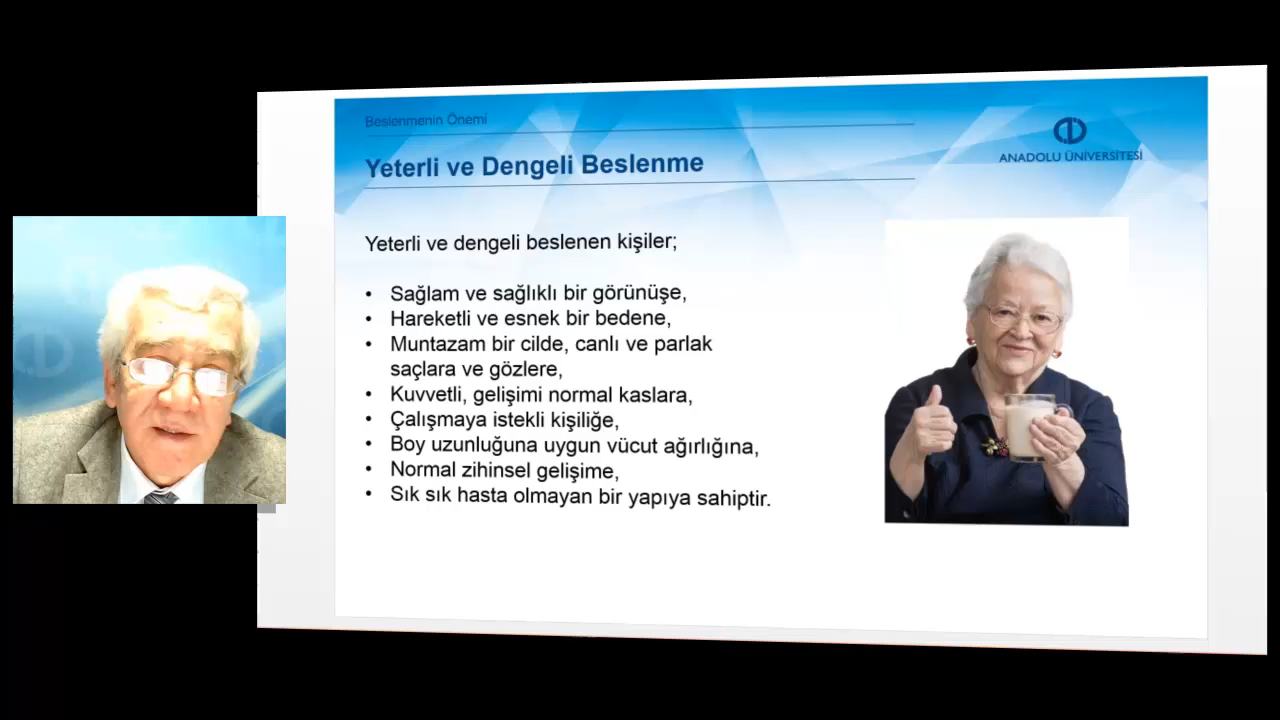 Beslenmenin Önemi
Yeterli ve Dengeli Beslenme
ANADOLU ÜNİVERSİTESİ
Yeterli ve dengeli beslenen kişiler;
• Sağlam ve sağlıklı bir görünüşe,
• Hareketli ve esnek bir bedene,
• Muntazam bir cilde, canlı ve parlak
saçlara ve gözlere,
• Kuvvetli, gelişimi normal kaslara,
• Çalışmaya istekli kişiliğe,
• Boy uzunluğuna uygun vücut ağırlığına,
• Normal zihinsel gelişime,
• Sık sık hasta olmayan bir yapıya sahiptir.